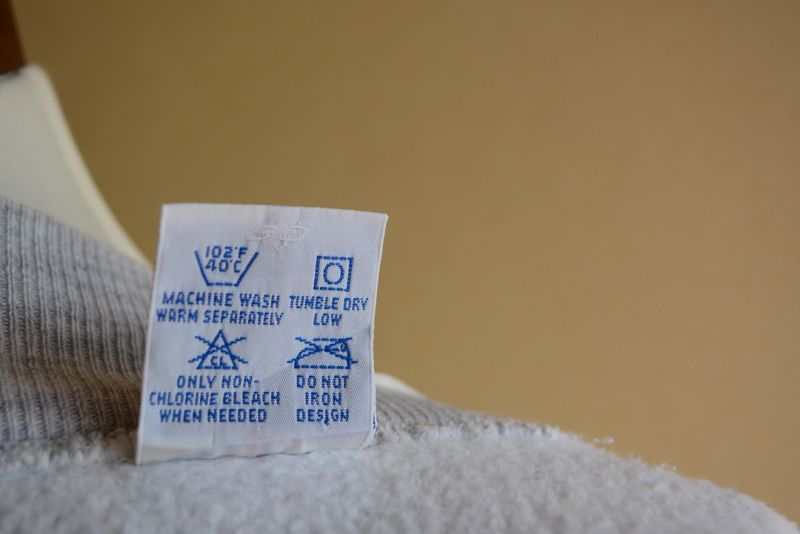 102°F
40°C
MACHINE WASH
WARM SEPARATELY
TUMBLE DRY
LOW
CL
ONLY NON-
CHLORINE BLEACH
WHEN NEEDED
DO NOT
IRON
DESIGN